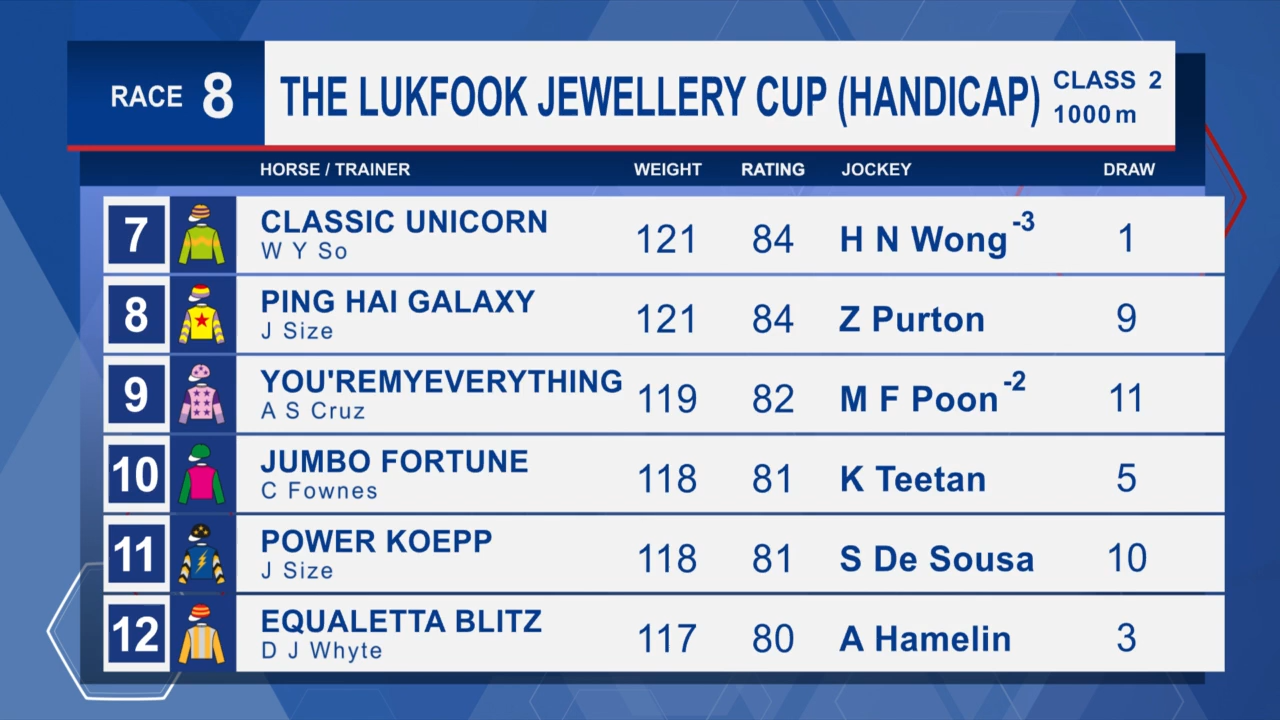 RACE 8 THE LUKFOOK JEWELLERY CUP (HANDICAP) CLASS 2
1000m
HORSE / TRAINER WEIGHT RATING JOCKEY DRAW
7 CLASSIC UNICORN 121 84 H N Wong -3 1
W Y So
8 PING HAI GALAXY 121 84 Z Purton 9
J Size
9 YOU'REMYEVERYTHING 119 82 M F Poon -2 11
A S Cruz
10 JUMBO FORTUNE 118 81 K Teetan 5
C Fownes
11 POWER KOEPP 118 81 S De Sousa 10
J Size
12 EQUALETTA BLITZ 117 80 A Hamelin 3
D J Whyte